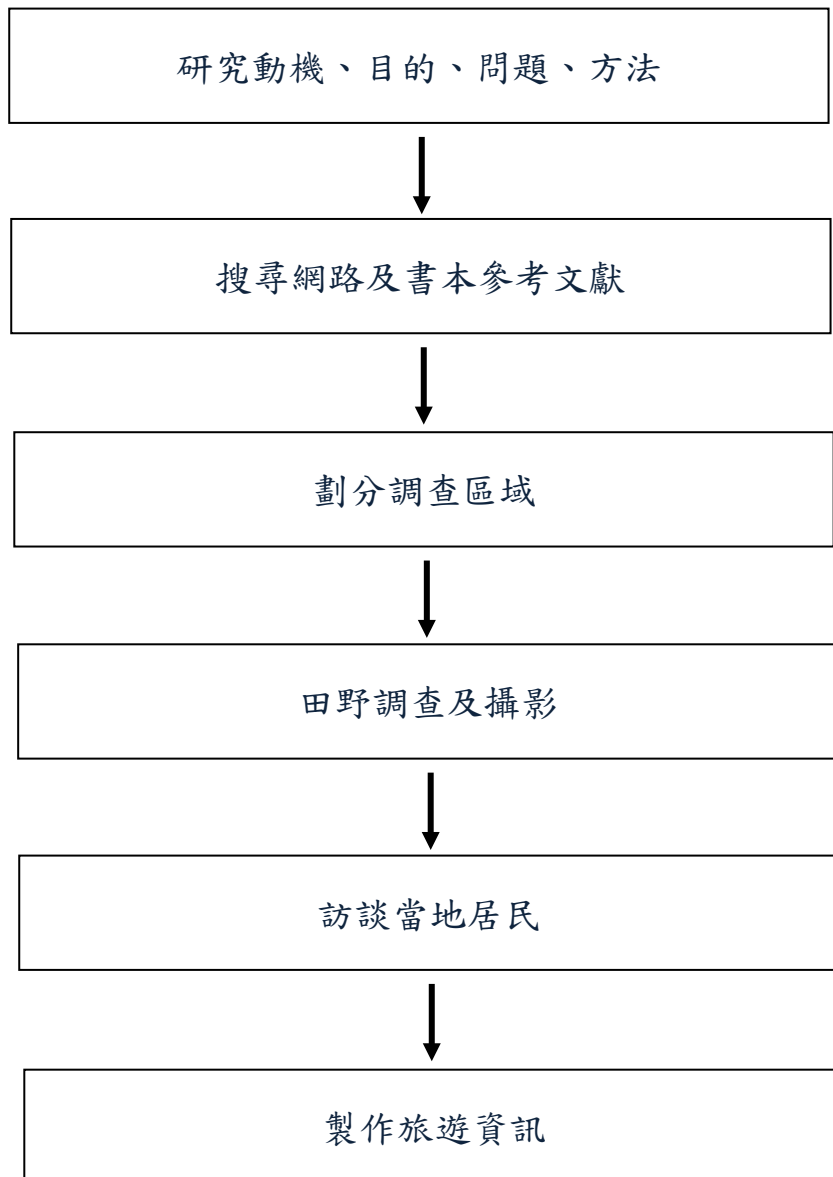 研究動機、目的、問題、方法
搜尋網路及書本參考文獻
劃分調查區域
田野調查及攝影
訪談當地居民
製作旅遊資訊